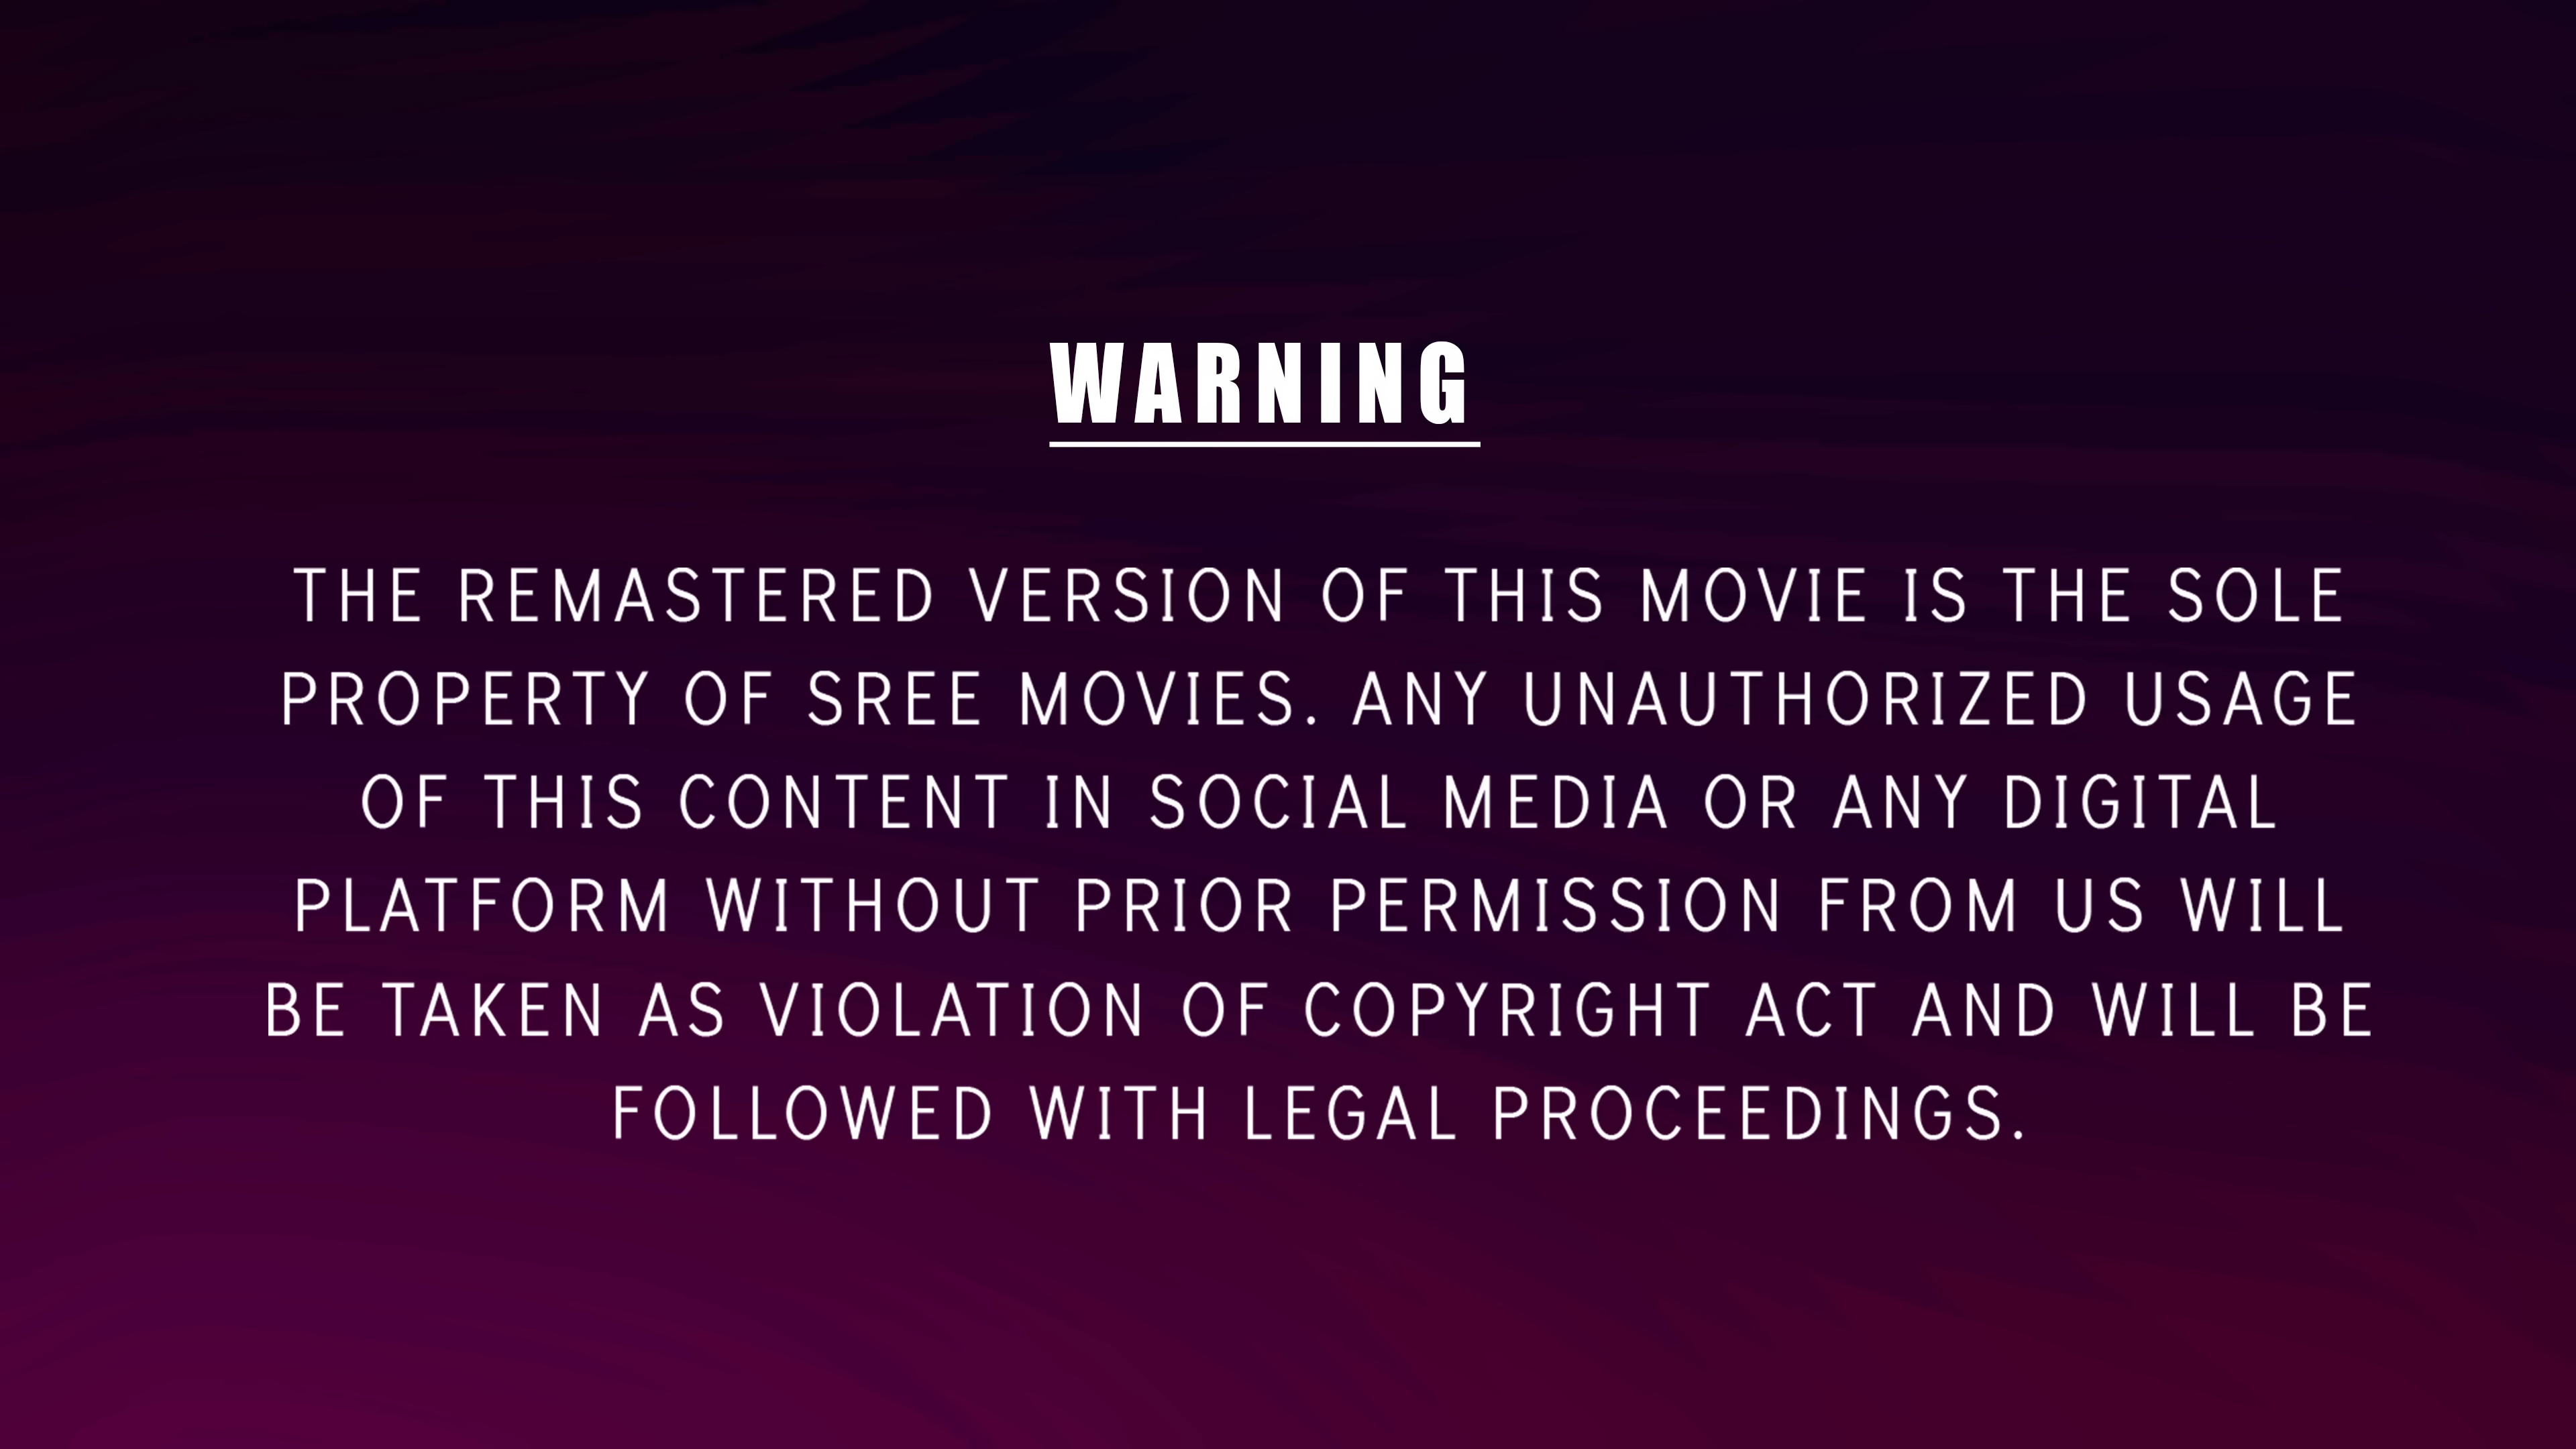 WARNING
THE REMASTERED VERSION OF THIS MOVIE IS THE SOLE
PROPERTY OF SREE MOVIES. ANY UNAUTHORIZED USAGE
OF THIS CONTENT IN SOCIAL MEDIA OR ANY DIGITAL
PLATFORM WITHOUT PRIOR PERMISSION FROM US WILL
BE TAKEN AS VIOLATION OF COPYRIGHT ACT AND WILL BE
FOLLOWED WITH LEGAL PROCEEDINGS.